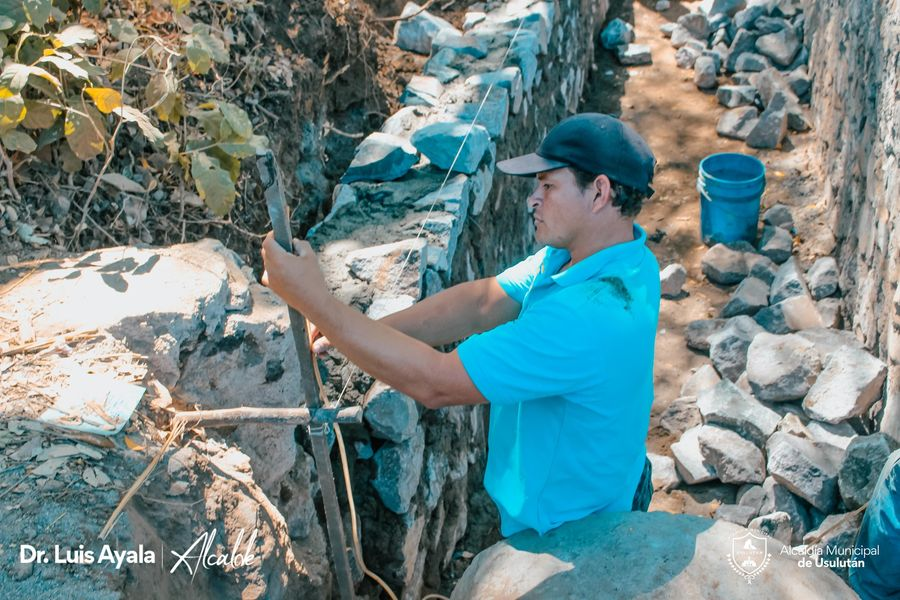 Dr. Luis Ayala | Alcalde
Alcaldía Municipal
de Usulután